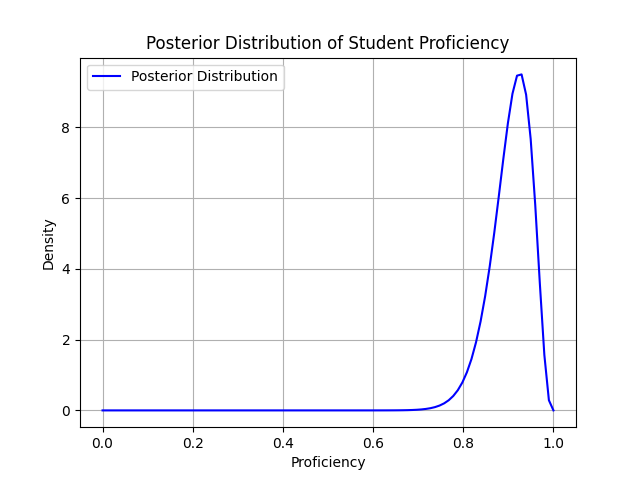 Posterior Distribution of Student Proficiency
Posterior Distribution
Density
8
6
4
2
0
0.0 0.2 0.4 0.6 0.8 1.0
Proficiency